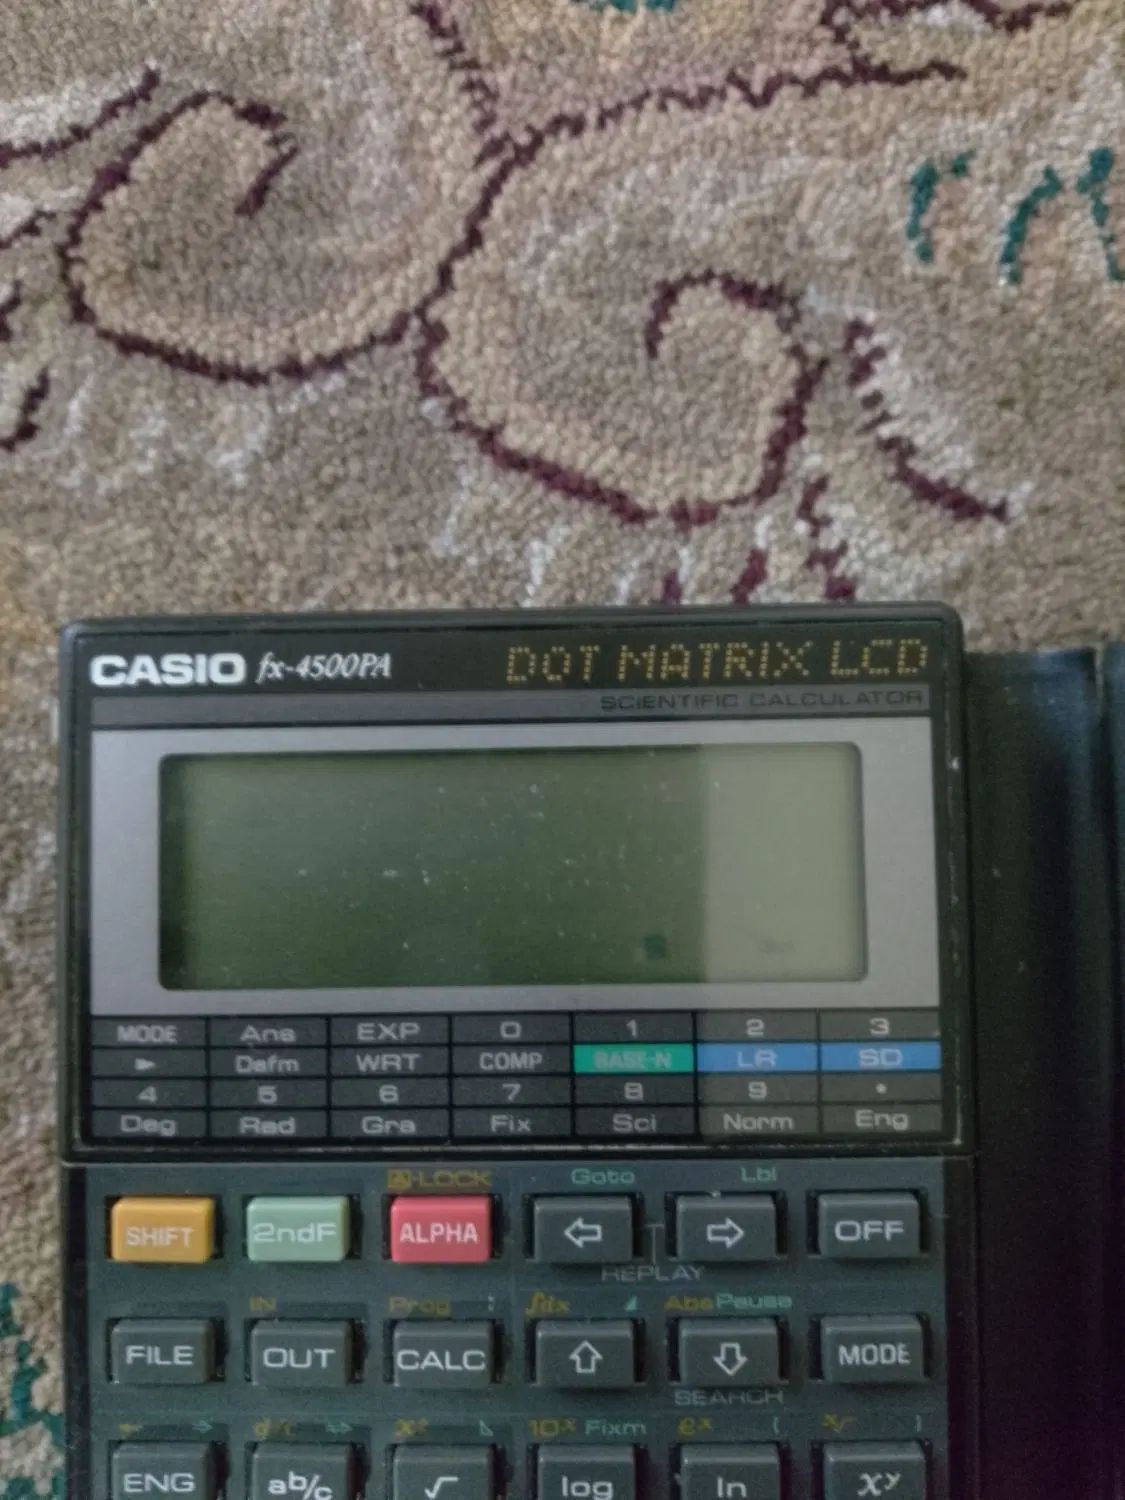 CASIO fx-4500PA DOT MATRIX LCD
SCIENTIFIC CALCULATOR
MODE Ans EXP 0 1 2 3
► Defm WRT COMP BASE-N LR SD
4 5 6 7 8 9 •
Deg Rad Gra Fix Sci Norm Eng
A-LOCK Goto Lbl
SHIFT 2ndF ALPHA ⇦ ⇨ OFF
REPLAY
IN Prog : ∫dx ◢ Abs Pause
FILE OUT CALC ⇧ ⇩ MODE
SEARCH
← ⇒ d/c x² 10ˣ Fixm eˣ ( )
ENG ab/c √ log ln xʸ